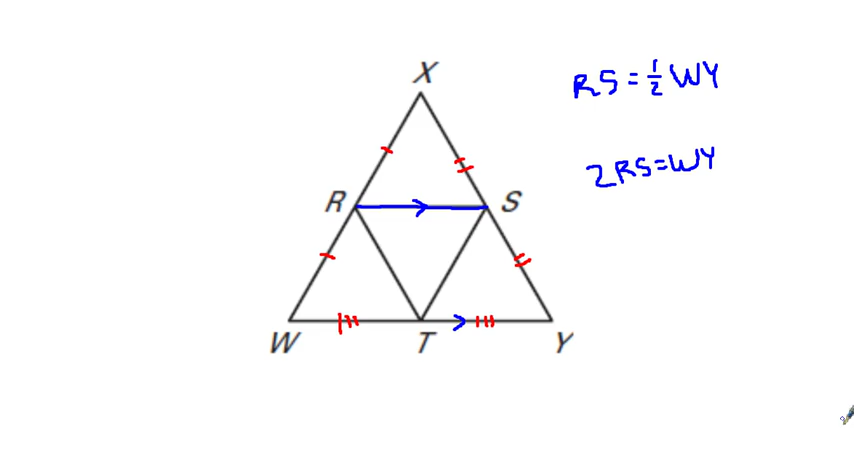 X
RS = 1/2 WY
2RS = WY
R S
W T Y